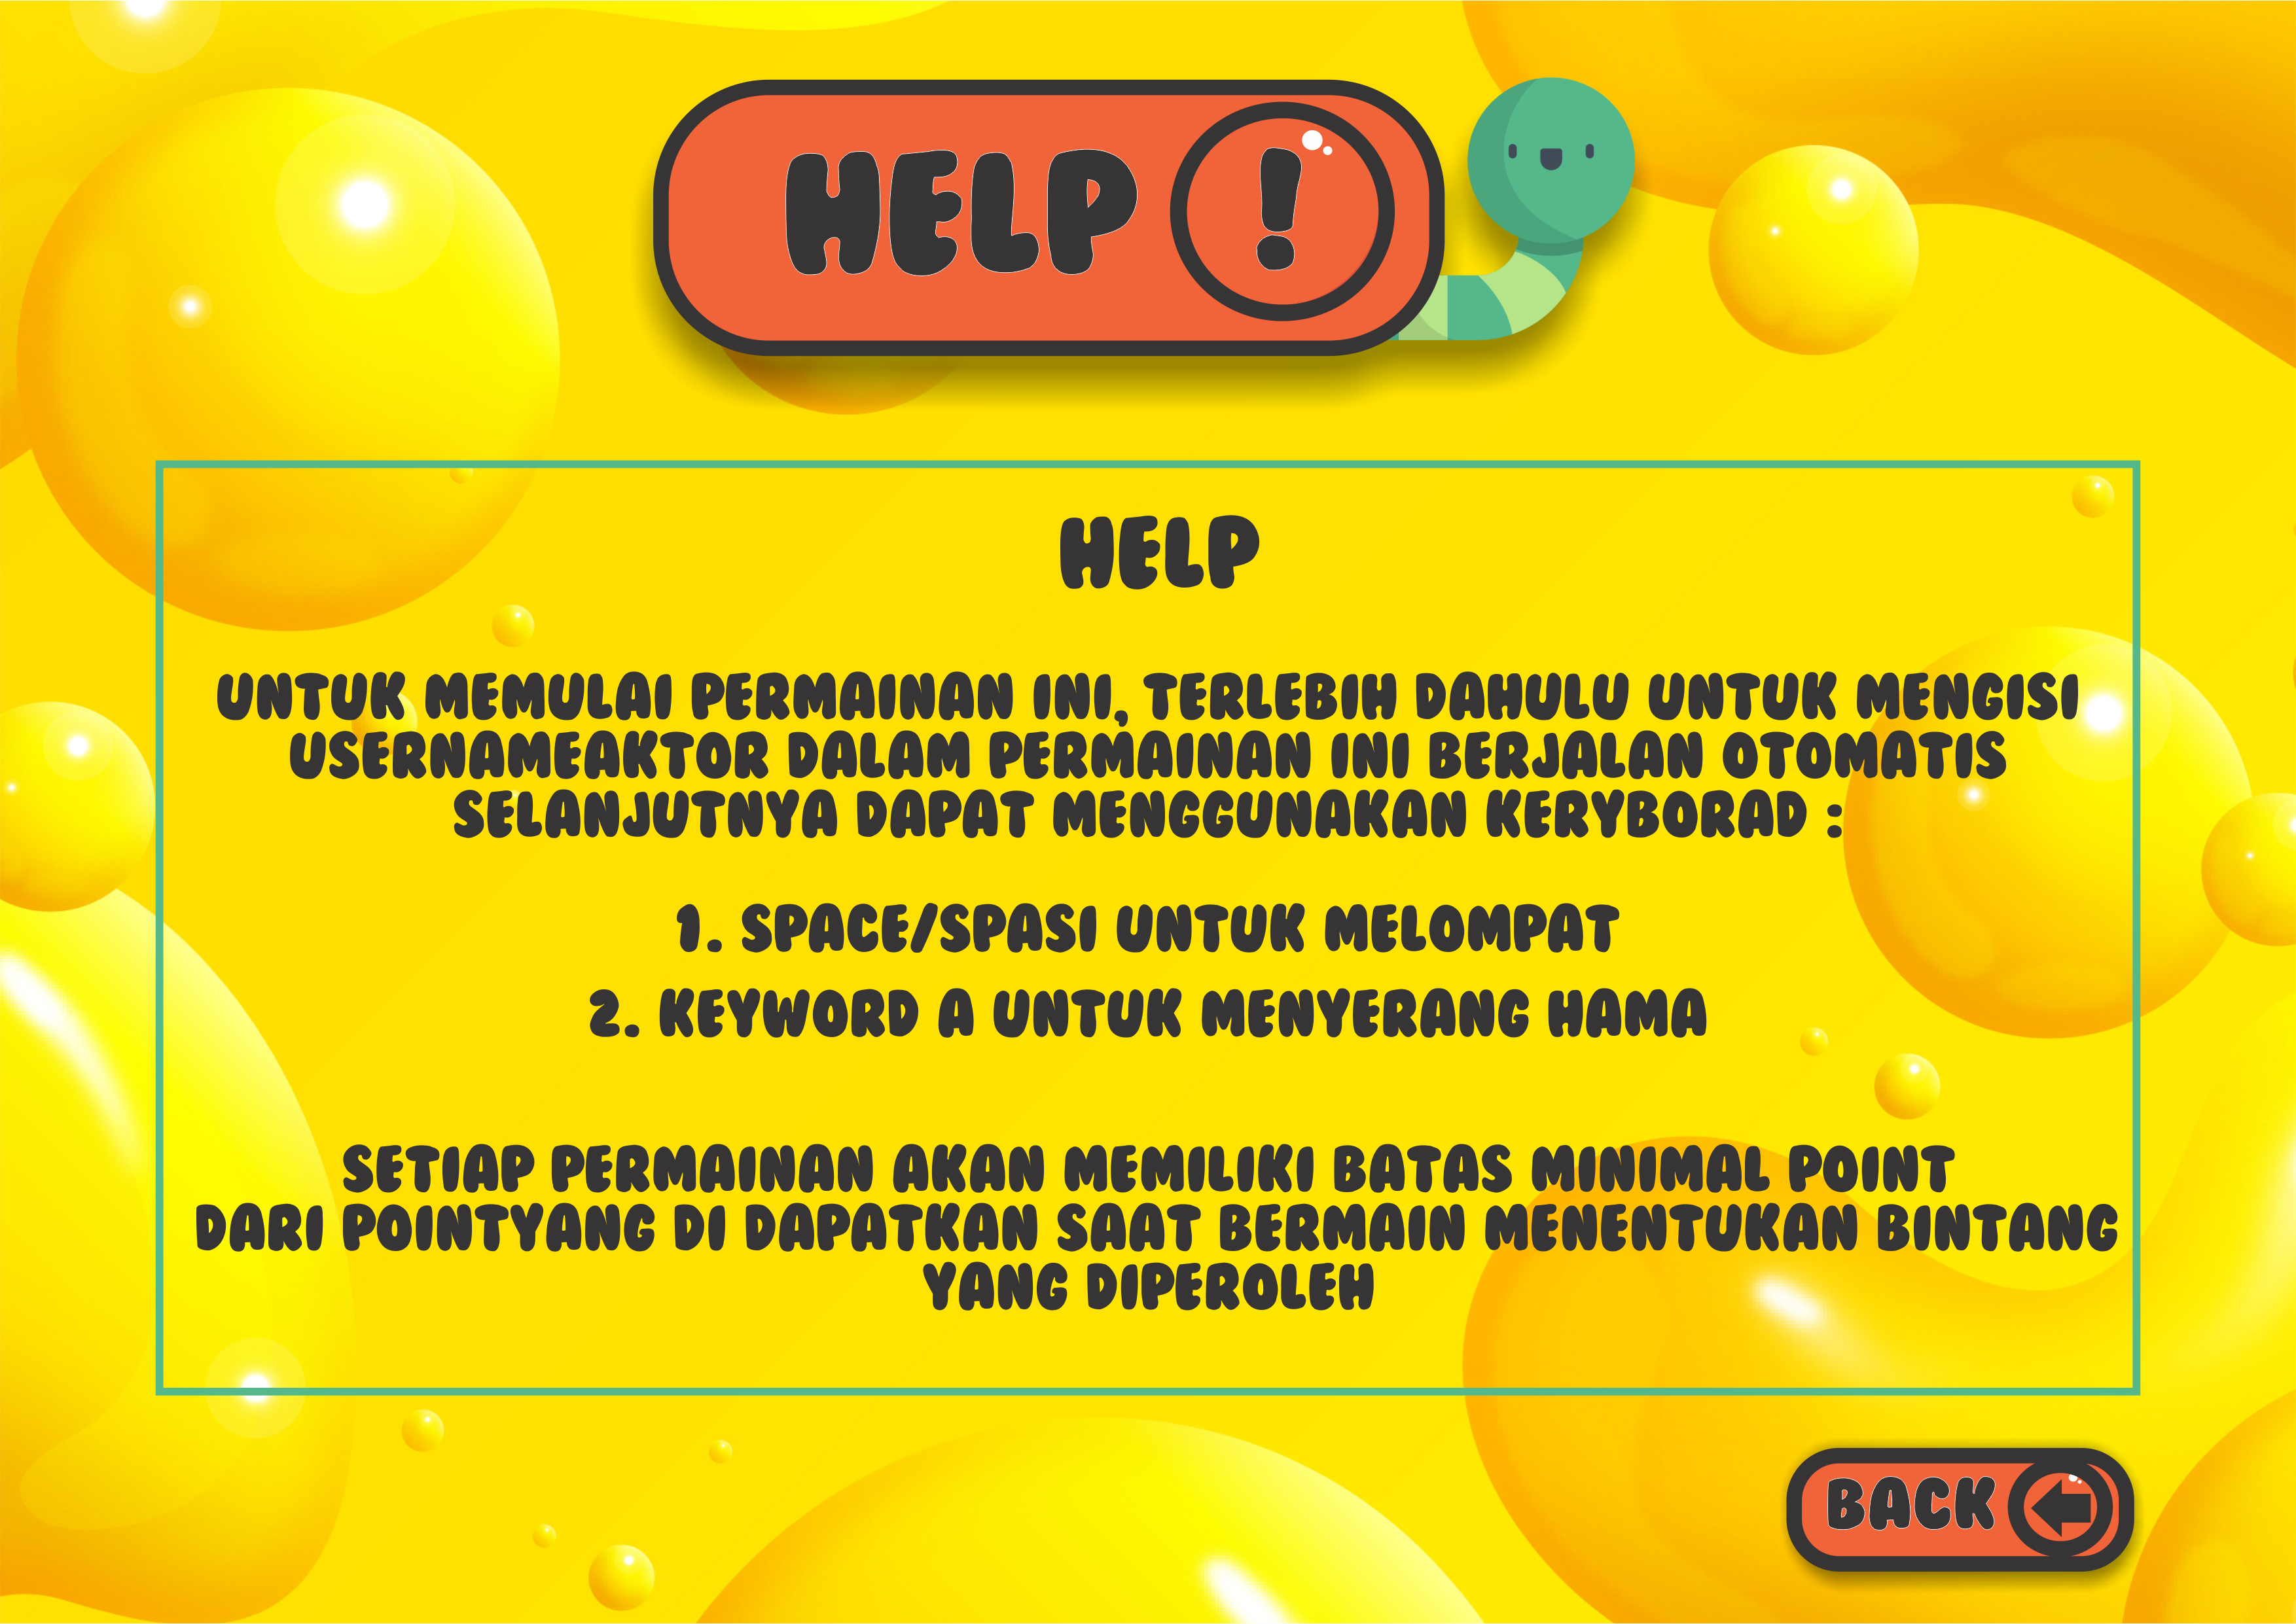 HELP !
HELP
UNTUK MEMULAI PERMAINAN INI, TERLEBIH DAHULU UNTUK MENGISI
USERNAMEAKTOR DALAM PERMAINAN INI BERJALAN OTOMATIS
SELANJUTNYA DAPAT MENGGUNAKAN KERYBORAD :
1. SPACE/SPASI UNTUK MELOMPAT
2. KEYWORD A UNTUK MENYERANG HAMA
SETIAP PERMAINAN AKAN MEMILIKI BATAS MINIMAL POINT
DARI POINTYANG DI DAPATKAN SAAT BERMAIN MENENTUKAN BINTANG
YANG DIPEROLEH
BACK